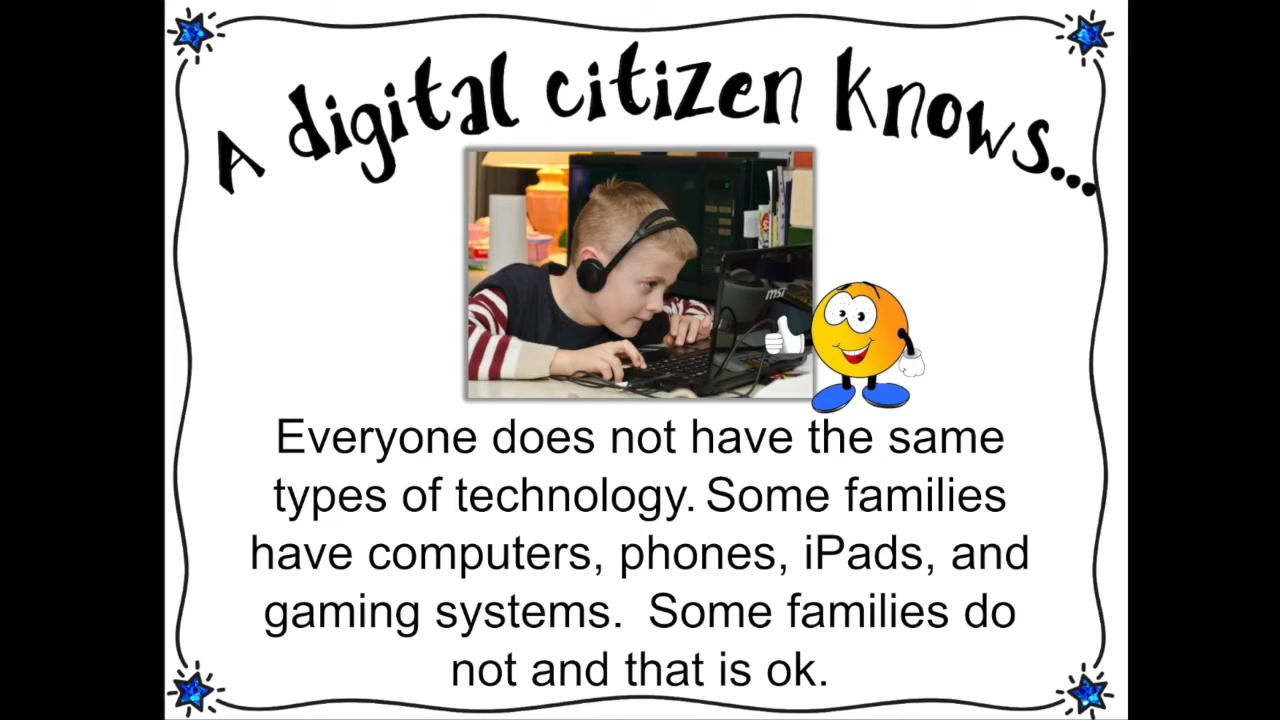 A digital citizen knows...
msi
Everyone does not have the same
types of technology. Some families
have computers, phones, iPads, and
gaming systems.  Some families do
not and that is ok.